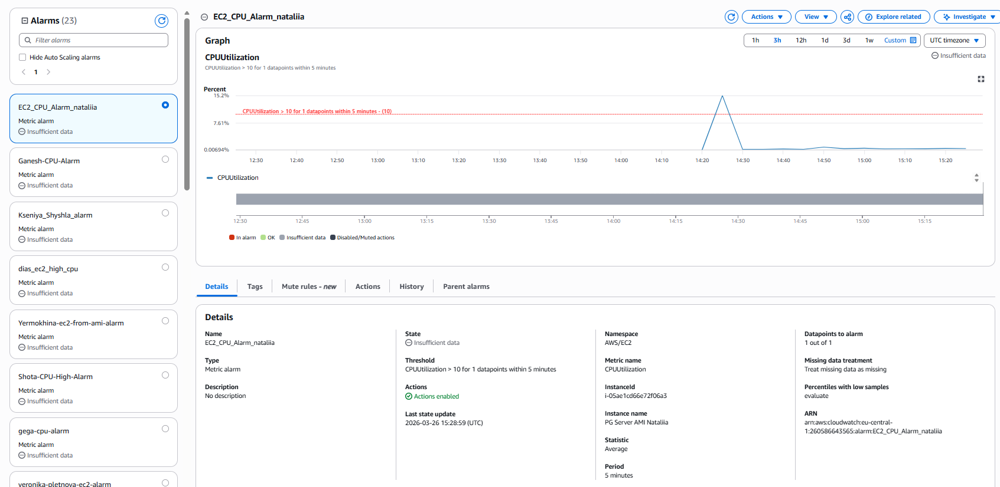 Alarms (23)
Filter alarms
Hide Auto Scaling alarms
1
EC2_CPU_Alarm_nataliia
Metric alarm
Insufficient data
Ganesh-CPU-Alarm
Metric alarm
Insufficient data
Kseniya_Shyshla_alarm
Metric alarm
Insufficient data
dias_ec2_high_cpu
Metric alarm
Insufficient data
Yermokhina-ec2-from-ami-alarm
Metric alarm
Insufficient data
Shota-CPU-High-Alarm
Metric alarm
Insufficient data
gega-cpu-alarm
Metric alarm
Insufficient data
veronika-pletnova-ec2-alarm
EC2_CPU_Alarm_nataliia
Actions View Explore related Investigate
Graph
1h 3h 12h 1d 3d 1w Custom UTC timezone
CPUUtilization
Insufficient data
CPUUtilization > 10 for 1 datapoints within 5 minutes
Percent
15.2%
CPUUtilization > 10 for 1 datapoints within 5 minutes - (10)
7.61%
0.00694%
12:30 12:40 12:50 13:00 13:10 13:20 13:30 13:40 13:50 14:00 14:10 14:20 14:30 14:40 14:50 15:00 15:10 15:20
CPUUtilization
12:30 12:45 13:00 13:15 13:30 13:45 14:00 14:15 14:30 14:45 15:00 15:15
In alarm OK Insufficient data Disabled/Muted actions
Details Tags Mute rules - new Actions History Parent alarms
Details
Name
EC2_CPU_Alarm_nataliia
Type
Metric alarm
Description
No description
State
Insufficient data
Threshold
CPUUtilization > 10 for 1 datapoints within 5 minutes
Actions
Actions enabled
Last state update
2026-03-26 15:28:59 (UTC)
Namespace
AWS/EC2
Metric name
CPUUtilization
InstanceId
i-05ae1cd66e72f06a3
Instance name
PG Server AMI Nataliia
Statistic
Average
Period
5 minutes
Datapoints to alarm
1 out of 1
Missing data treatment
Treat missing data as missing
Percentiles with low samples
evaluate
ARN
arn:aws:cloudwatch:eu-central-
1:260586643565:alarm:EC2_CPU_Alarm_nataliia